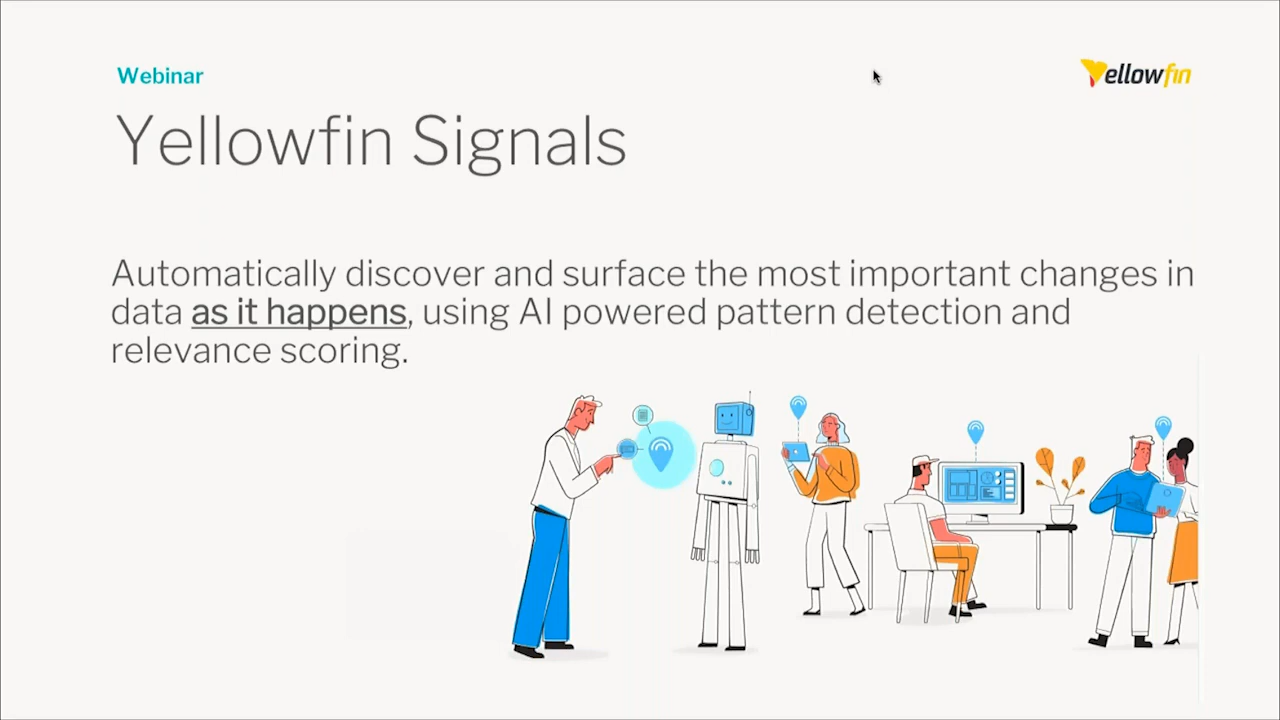 Webinar
Yellowfin
Yellowfin Signals
Automatically discover and surface the most important changes in
data as it happens, using AI powered pattern detection and
relevance scoring.